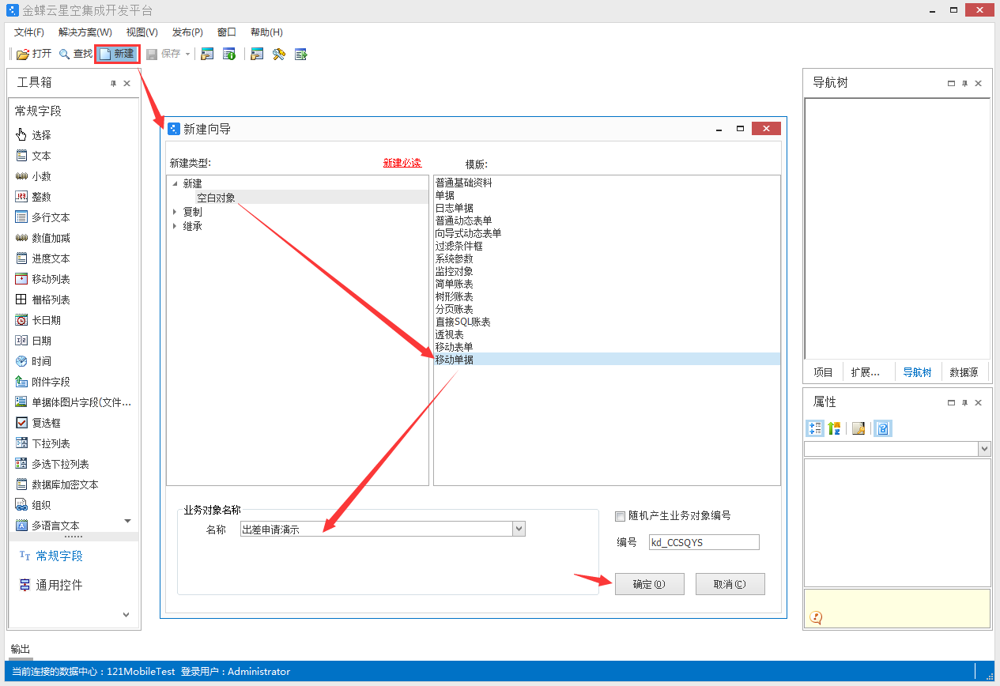 金蝶云星空集成开发平台
文件(F) 解决方案(W) 视图(V) 发布(P) 窗口 帮助(H)
打开 查找 新建 保存
工具箱
常规字段
选择
文本
小数
整数
多行文本
数值加减
进度文本
移动列表
栅格列表
长日期
日期
时间
附件字段
单据体图片字段(文件...
复选框
下拉列表
多选下拉列表
数据库加密文本
组织
多语言文本
常规字段
通用控件
新建向导
新建类型:
新建必读
模版:
新建
空白对象
复制
继承
普通基础资料
单据
日志单据
普通动态表单
向导式动态表单
过滤条件框
系统参数
监控对象
简单账表
树形账表
分页账表
直接SQL账表
透视表
移动表单
移动单据
业务对象名称
名称 出差申请演示
随机产生业务对象编号
编号 kd_CCSQYS
确定(O) 取消(C)
导航树
项目 扩展... 导航树 数据源
属性
输出
当前连接的数据中心：121MobileTest 登录用户：Administrator